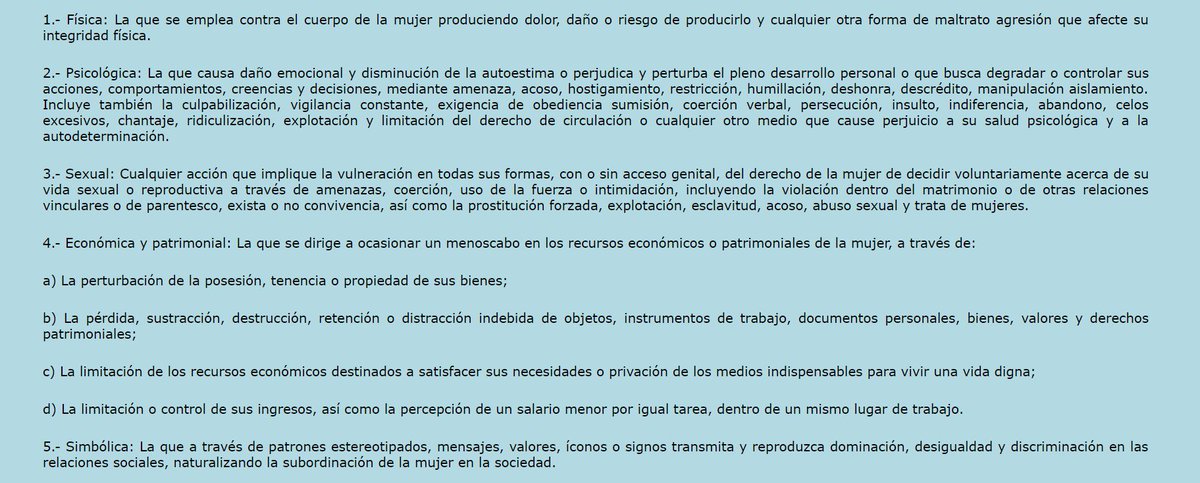 1.- Física: La que se emplea contra el cuerpo de la mujer produciendo dolor, daño o riesgo de producirlo y cualquier otra forma de maltrato agresión que afecte su
integridad física.
2.- Psicológica: La que causa daño emocional y disminución de la autoestima o perjudica y perturba el pleno desarrollo personal o que busca degradar o controlar sus
acciones, comportamientos, creencias y decisiones, mediante amenaza, acoso, hostigamiento, restricción, humillación, deshonra, descrédito, manipulación aislamiento.
Incluye también la culpabilización, vigilancia constante, exigencia de obediencia sumisión, coerción verbal, persecución, insulto, indiferencia, abandono, celos
excesivos, chantaje, ridiculización, explotación y limitación del derecho de circulación o cualquier otro medio que cause perjuicio a su salud psicológica y a la
autodeterminación.
3.- Sexual: Cualquier acción que implique la vulneración en todas sus formas, con o sin acceso genital, del derecho de la mujer de decidir voluntariamente acerca de su
vida sexual o reproductiva a través de amenazas, coerción, uso de la fuerza o intimidación, incluyendo la violación dentro del matrimonio o de otras relaciones
vinculares o de parentesco, exista o no convivencia, así como la prostitución forzada, explotación, esclavitud, acoso, abuso sexual y trata de mujeres.
4.- Económica y patrimonial: La que se dirige a ocasionar un menoscabo en los recursos económicos o patrimoniales de la mujer, a través de:
a) La perturbación de la posesión, tenencia o propiedad de sus bienes;
b) La pérdida, sustracción, destrucción, retención o distracción indebida de objetos, instrumentos de trabajo, documentos personales, bienes, valores y derechos
patrimoniales;
c) La limitación de los recursos económicos destinados a satisfacer sus necesidades o privación de los medios indispensables para vivir una vida digna;
d) La limitación o control de sus ingresos, así como la percepción de un salario menor por igual tarea, dentro de un mismo lugar de trabajo.
5.- Simbólica: La que a través de patrones estereotipados, mensajes, valores, íconos o signos transmita y reproduzca dominación, desigualdad y discriminación en las
relaciones sociales, naturalizando la subordinación de la mujer en la sociedad.